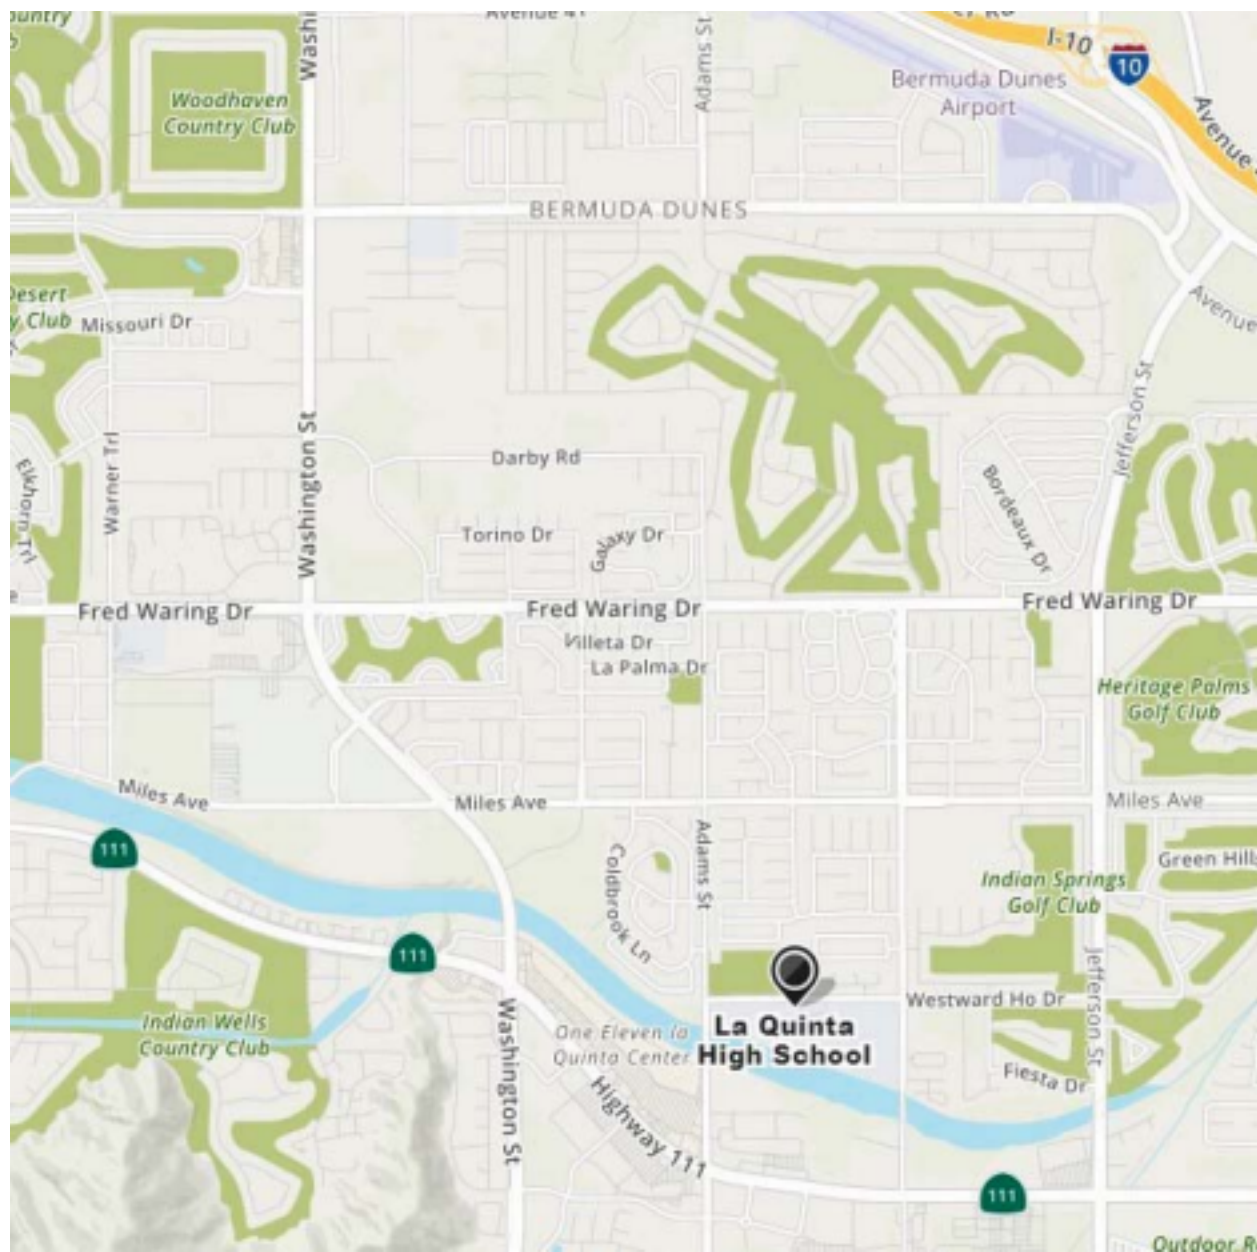 Avenue 41
I-10
10
ountry
Washin
Adams St
Bermuda Dunes
Airport
Woodhaven
Country Club
Avenue
BERMUDA DUNES
Desert
y Club
Missouri Dr
Avenue
Jefferson St
Washington St
Warner Trl
Elkhorn Trl
Darby Rd
Bordeaux Dr
Torino Dr
Galaxy Dr
Fred Waring Dr
Fred Waring Dr
Fred Waring Dr
Villeta Dr
La Palma Dr
Heritage Palms
Golf Club
Miles Ave
Miles Ave
Miles Ave
111
Adams St
Coldbrook Ln
Green Hills
Indian Springs
Golf Club
111
Jefferson St
Westward Ho Dr
La Quinta
High School
Indian Wells
Country Club
Washington St
One Eleven la
Quinta Center
Fiesta Dr
Highway 111
111
Outdoor R